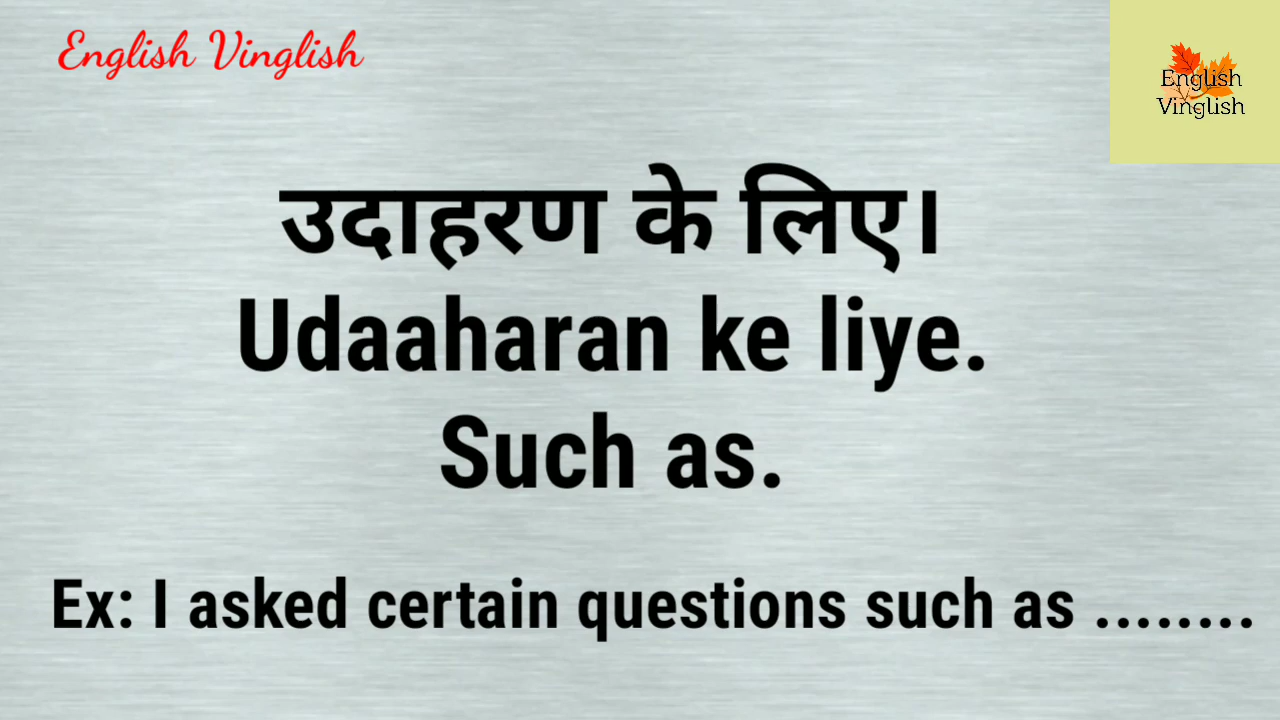 English Vinglish
English
Vinglish
उदाहरण के लिए।
Udaaharan ke liye.
Such as.
Ex: I asked certain questions such as ........